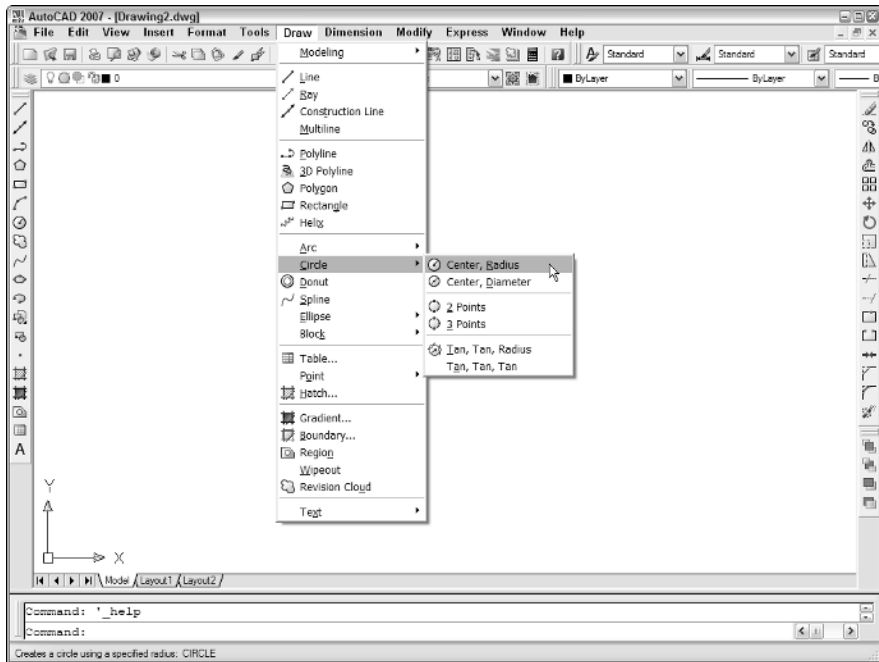 AutoCAD 2007 - [Drawing2.dwg]
File Edit View Insert Format Tools Draw Dimension Modify Express Window Help
Standard Standard Standard
0 ByLayer ByLayer B
Modeling
Line
Ray
Construction Line
Multiline
Polyline
3D Polyline
Polygon
Rectangle
Helix
Arc
Circle
Donut
Spline
Ellipse
Block
Table...
Point
Hatch...
Gradient...
Boundary...
Region
Wipeout
Revision Cloud
Text
Center, Radius
Center, Diameter
2 Points
3 Points
Tan, Tan, Radius
Tan, Tan, Tan
A
Y
X
Model Layout1 Layout2
Command: '_help
Command:
Creates a circle using a specified radius: CIRCLE